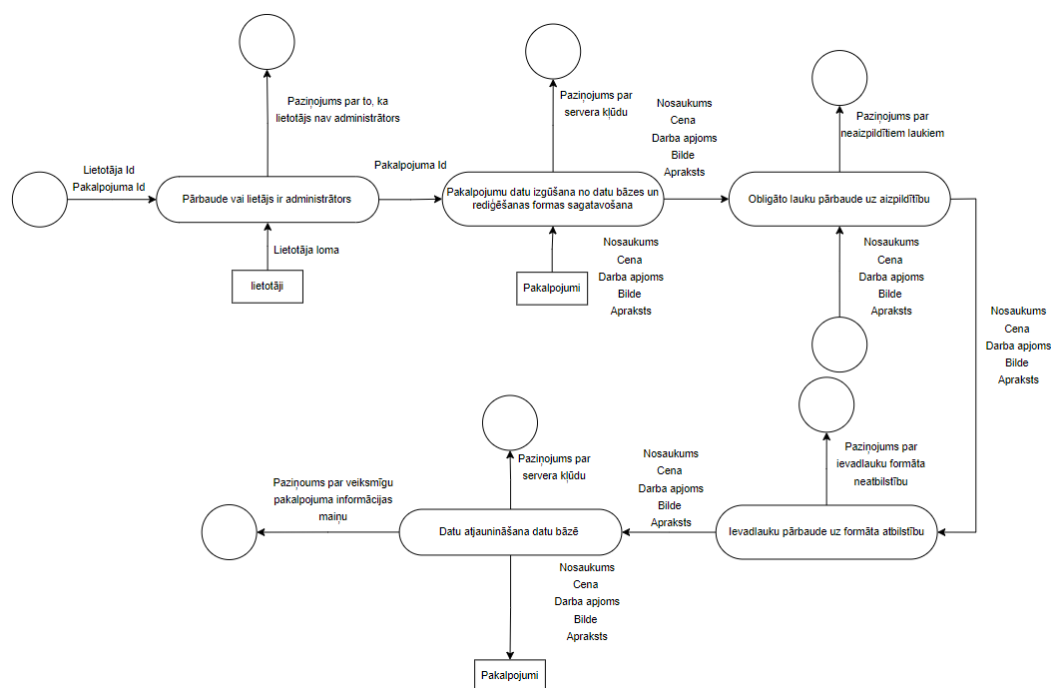 Paziņojums par to, ka
lietotājs nav administrātors
Paziņojums par
servera kļūdu
Nosaukums
Cena
Darba apjoms
Bilde
Apraksts
Paziņojums par
neaizpildītiem laukiem
Lietotāja Id
Pakalpojuma Id
Pārbaude vai lietājs ir administrātors
Pakalpojuma Id
Pakalpojumu datu izgūšana no datu bāzes un
rediģēšanas formas sagatavošana
Obligāto lauku pārbaude uz aizpildītību
Lietotāja loma
lietotāji
Nosaukums
Cena
Darba apjoms
Bilde
Apraksts
Pakalpojumi
Nosaukums
Cena
Darba apjoms
Bilde
Apraksts
Nosaukums
Cena
Darba apjoms
Bilde
Apraksts
Paziņojums par
ievadlauku formāta
neatbilstību
Ievadlauku pārbaude uz formāta atbilstību
Nosaukums
Cena
Darba apjoms
Bilde
Apraksts
Paziņojums par
servera kļūdu
Paziņoums par veiksmīgu
pakalpojuma informācijas
maiņu
Datu atjaunināšana datu bāzē
Nosaukums
Cena
Darba apjoms
Bilde
Apraksts
Pakalpojumi